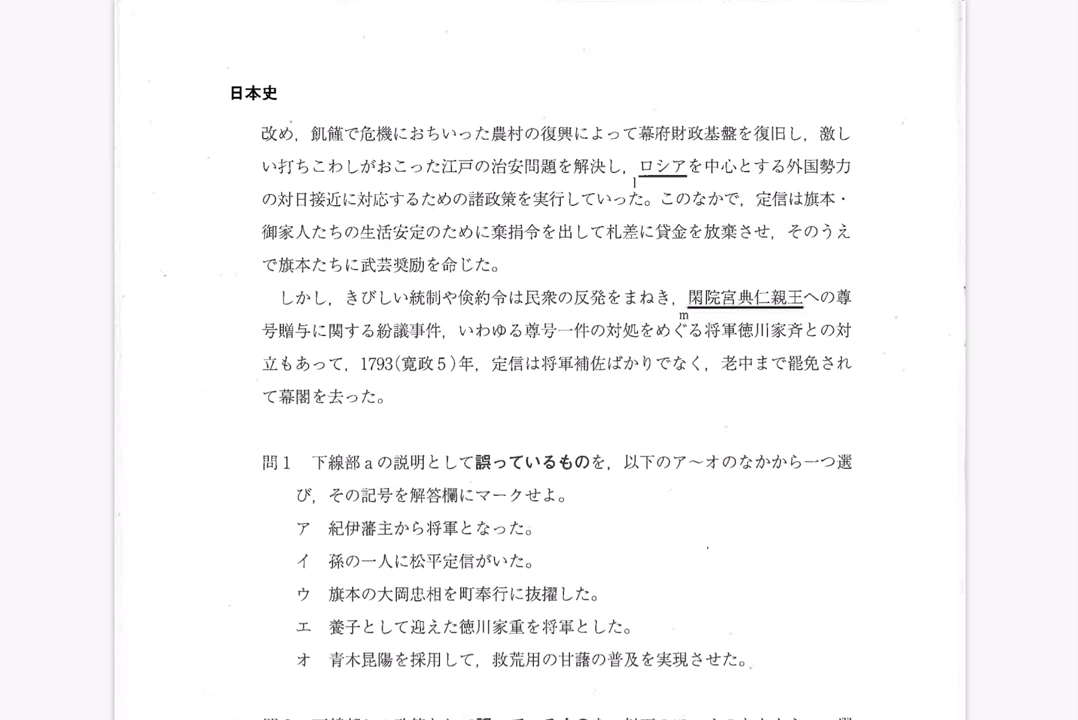 日本史
改め，飢饉で危機におちいった農村の復興によって幕府財政基盤を復旧し，激し
い打ちこわしがおこった江戸の治安問題を解決し，ロシアを中心とする外国勢力
l
の対日接近に対応するための諸政策を実行していった。このなかで，定信は旗本・
御家人たちの生活安定のために棄捐令を出して札差に貸金を放棄させ，そのうえ
で旗本たちに武芸奨励を命じた。
しかし，きびしい統制や倹約令は民衆の反発をまねき，閑院宮典仁親王への尊
m
号贈与に関する紛議事件，いわゆる尊号一件の対処をめぐる将軍徳川家斉との対
立もあって，1793(寛政５)年，定信は将軍補佐ばかりでなく，老中まで罷免され
て幕閣を去った。
問１　下線部ａの説明として誤っているものを，以下のア～オのなかから一つ選
び，その記号を解答欄にマークせよ。
ア　紀伊藩主から将軍となった。
イ　孫の一人に松平定信がいた。
ウ　旗本の大岡忠相を町奉行に抜擢した。
エ　養子として迎えた徳川家重を将軍とした。
オ　青木昆陽を採用して，救荒用の甘藷の普及を実現させた。